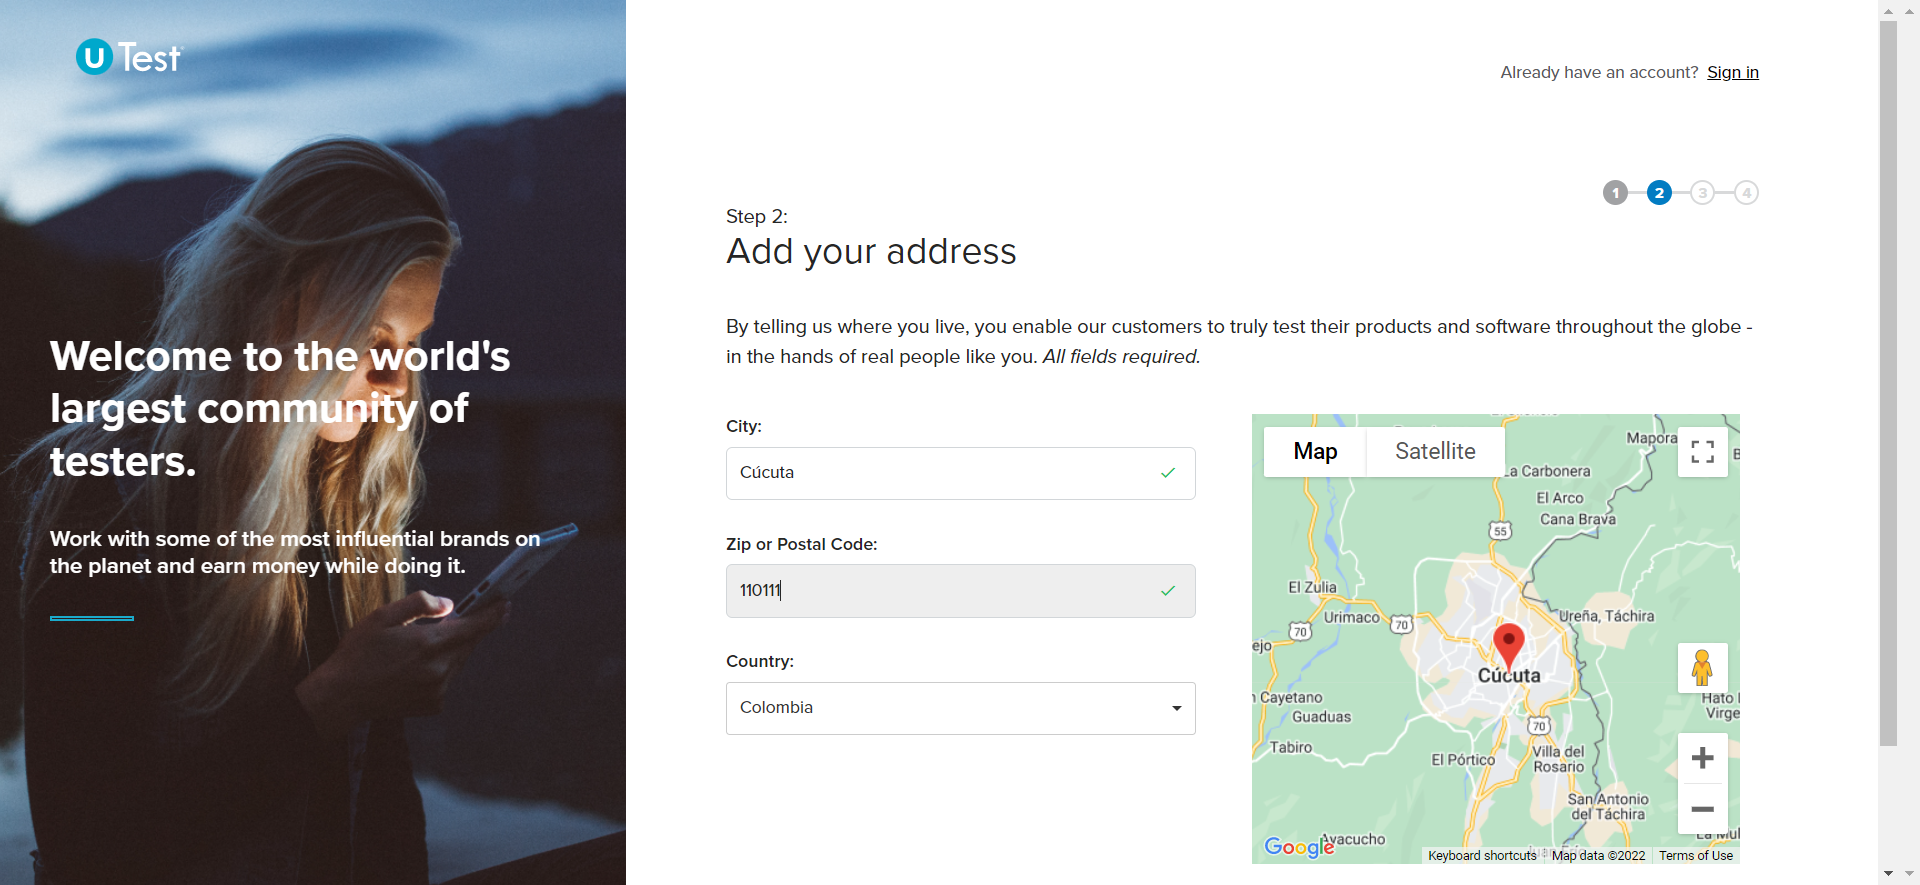 U Test
Already have an account? Sign in
1 2 3 4
Step 2:
Add your address
Welcome to the world's
largest community of
testers.
Work with some of the most influential brands on
the planet and earn money while doing it.
By telling us where you live, you enable our customers to truly test their products and software throughout the globe -
in the hands of real people like you. All fields required.
City:
Cúcuta
Zip or Postal Code:
110111
Country:
Colombia
Map
Satellite
Mapora
La Carbonera
El Arco
Cana Brava
55
El Zulia
Urimaco
70
70
Ureña, Táchira
ejo
Cúcuta
n Cayetano
Guaduas
Hato
Virge
70
Tabiro
El Pórtico
Villa del
Rosario
San Antonio
del Táchira
Ayacucho
Google
Keyboard shortcuts
Map data ©2022
Terms of Use